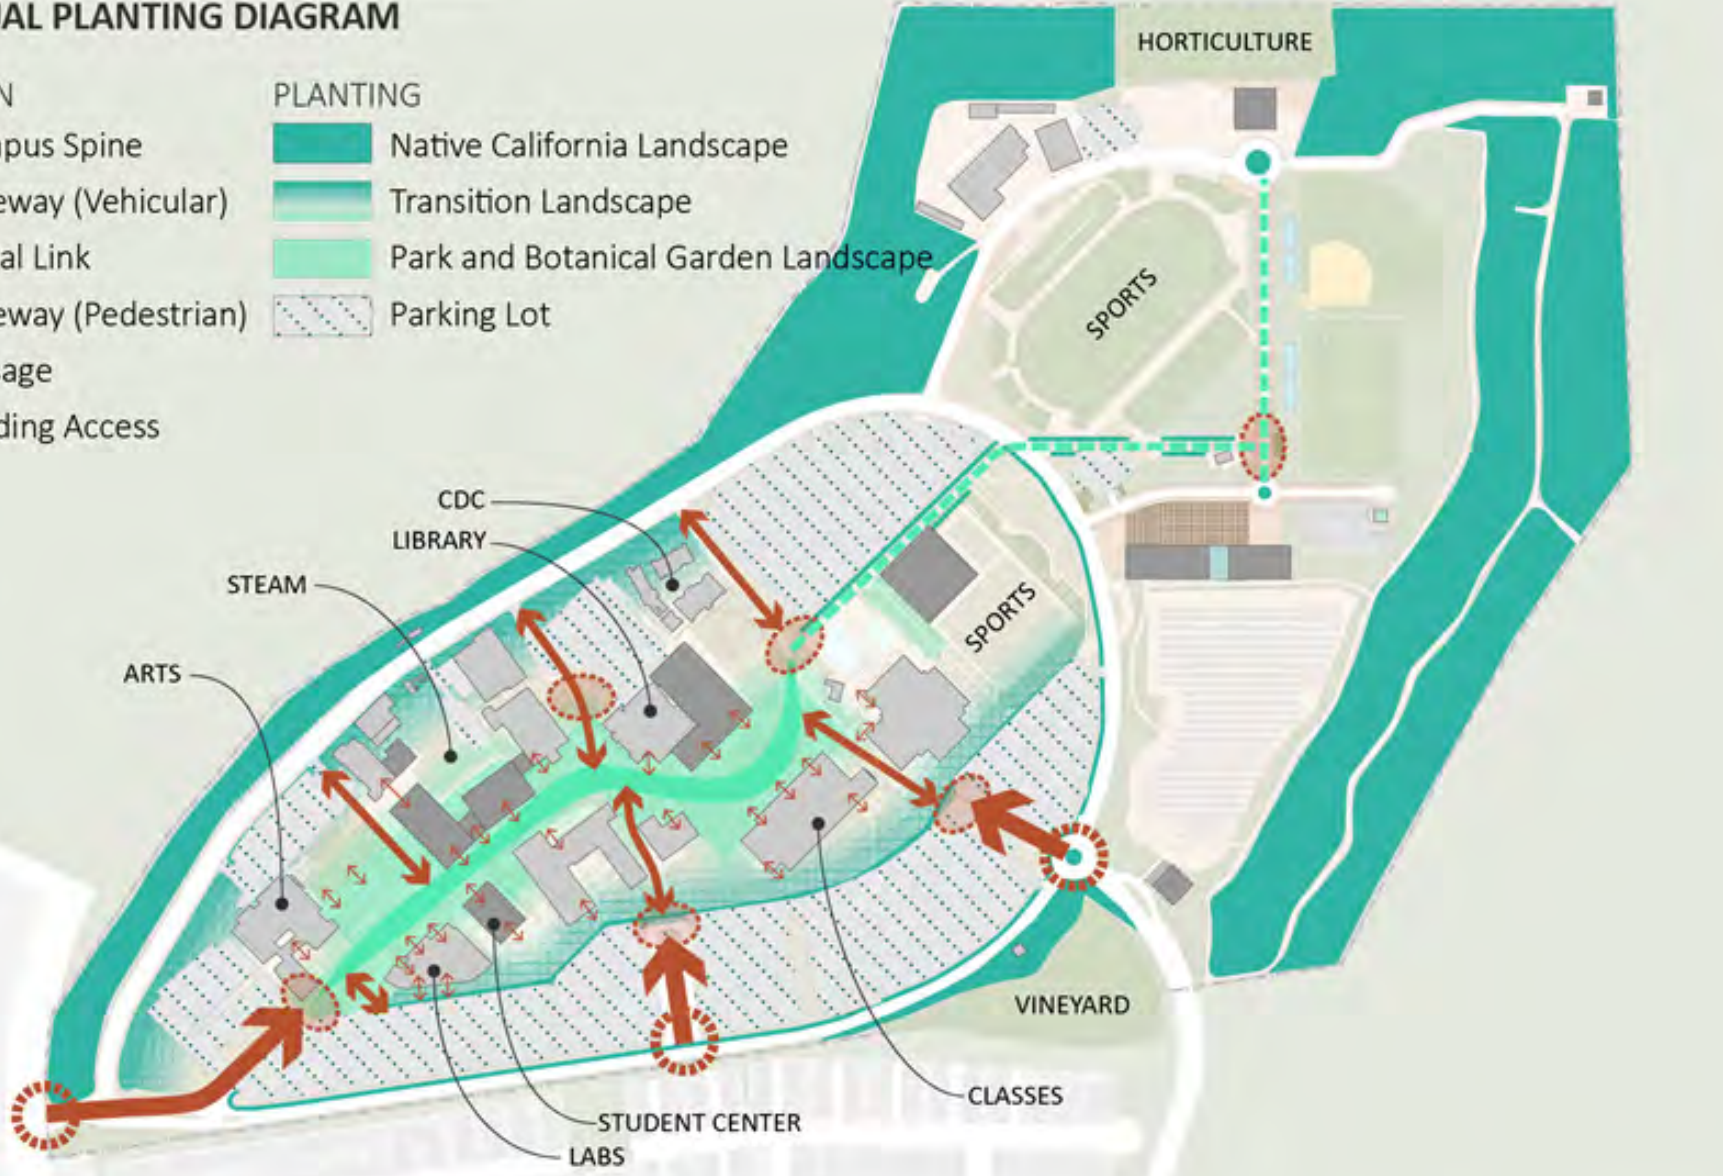 UAL PLANTING DIAGRAM
N
PLANTING
pus Spine
Native California Landscape
eway (Vehicular)
Transition Landscape
al Link
Park and Botanical Garden Landscape
eway (Pedestrian)
Parking Lot
age
ding Access
HORTICULTURE
SPORTS
CDC
LIBRARY
STEAM
SPORTS
ARTS
VINEYARD
CLASSES
STUDENT CENTER
LABS